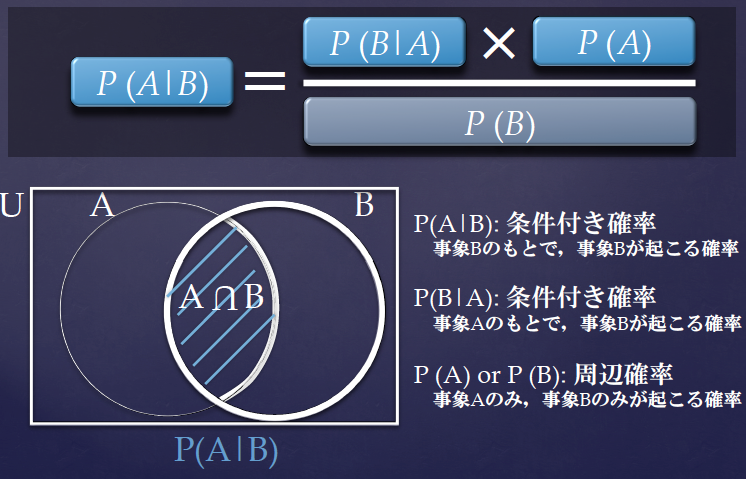 P (A|B) = P (B|A) × P (A)
P (B)
U
A
B
A∩B
P(A|B)
P(A|B): 条件付き確率
事象Bのもとで，事象Bが起こる確率
P(B|A): 条件付き確率
事象Aのもとで，事象Bが起こる確率
P (A) or P (B): 周辺確率
事象Aのみ，事象Bのみが起こる確率